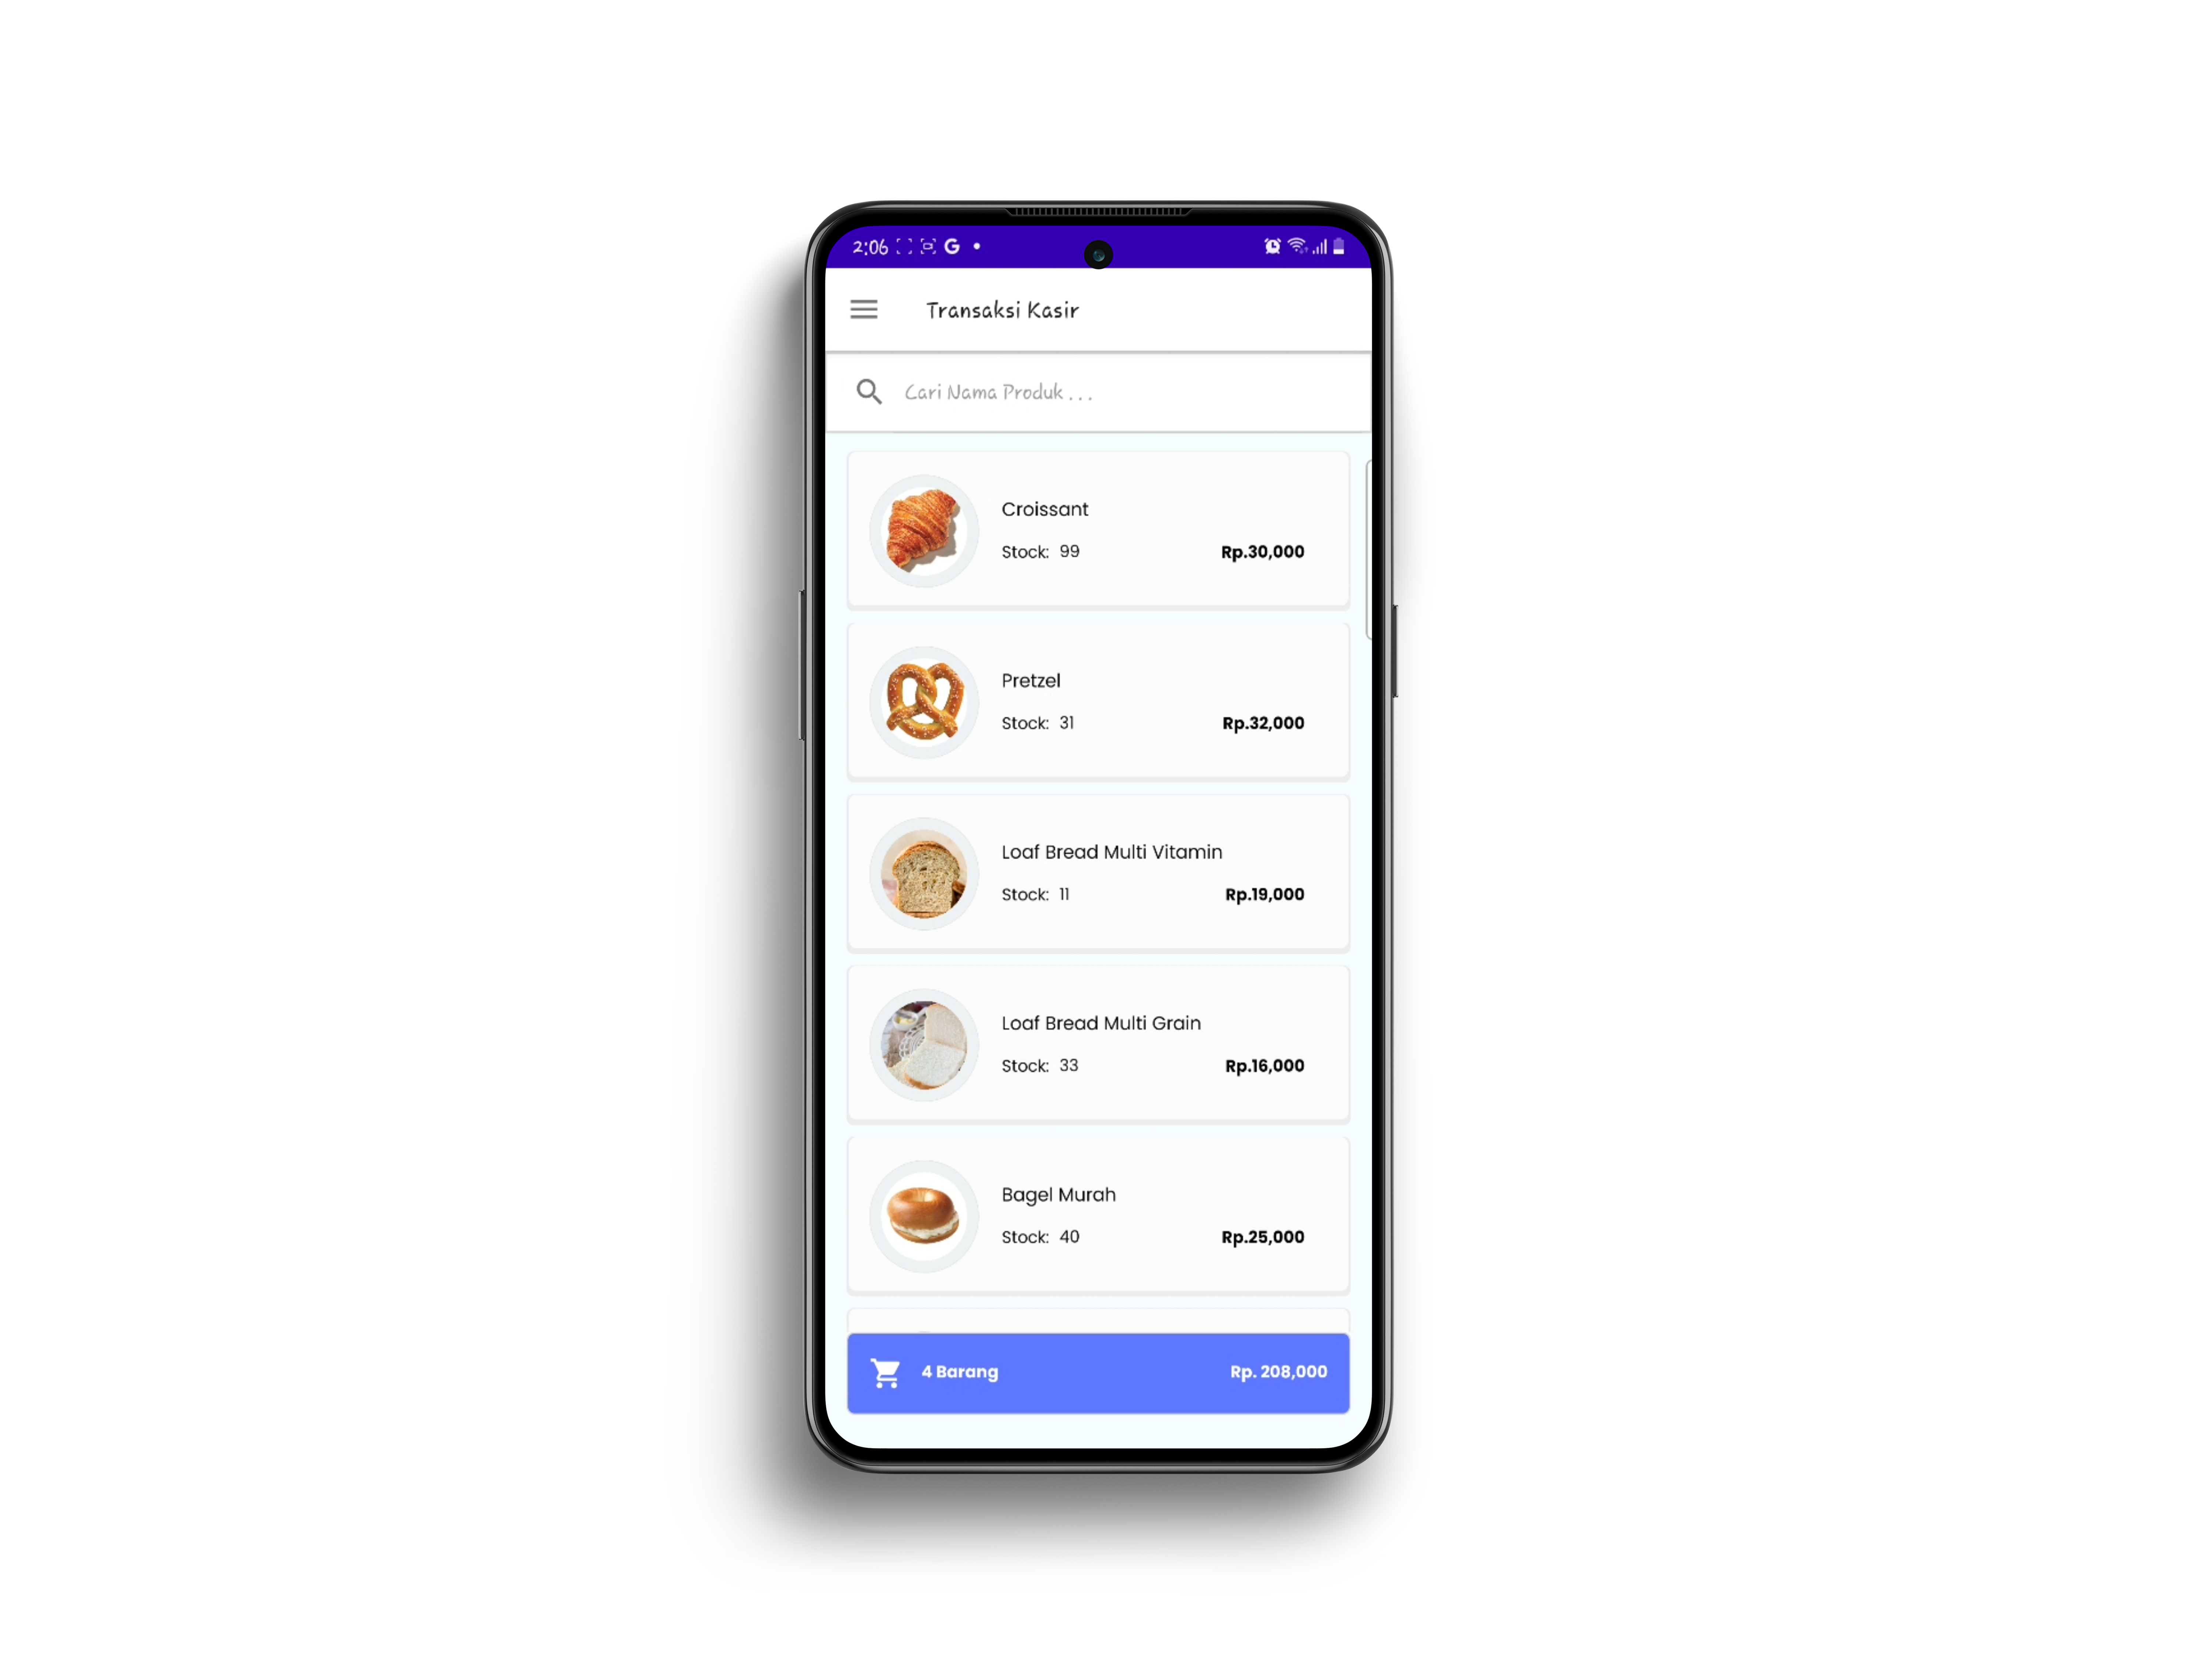 2:06 G
Transaksi Kasir
Cari Nama Produk . . .
Croissant
Stock: 99 Rp.30,000
Pretzel
Stock: 31 Rp.32,000
Loaf Bread Multi Vitamin
Stock: 11 Rp.19,000
Loaf Bread Multi Grain
Stock: 33 Rp.16,000
Bagel Murah
Stock: 40 Rp.25,000
4 Barang Rp. 208,000